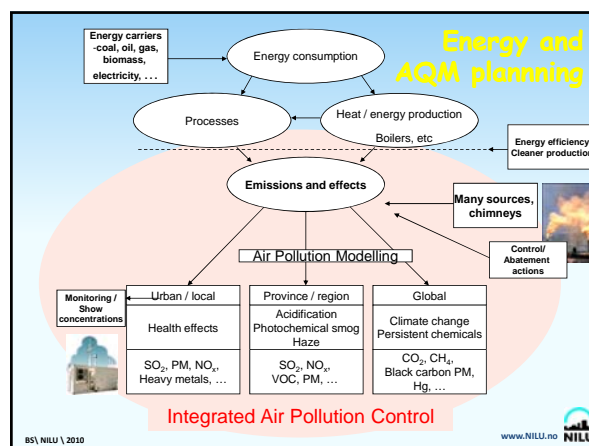 Energy and
AQM plannning
Energy carriers
-coal, oil, gas,
biomass,
electricity, . . .
Energy consumption
Processes
Heat / energy production
Boilers, etc
Energy efficiency
Cleaner production
Emissions and effects
Many sources,
chimneys
Control/
Abatement
actions
Air Pollution Modelling
Monitoring /
Show
concentrations
Urban / local
Health effects
SO₂, PM, NOₓ,
Heavy metals, ...
Province / region
Acidification
Photochemical smog
Haze
SO₂, NOₓ,
VOC, PM, ...
Global
Climate change
Persistent chemicals
CO₂, CH₄,
Black carbon PM,
Hg, ...
Integrated Air Pollution Control
BS\ NILU \ 2010
www.NILU.no
NILU